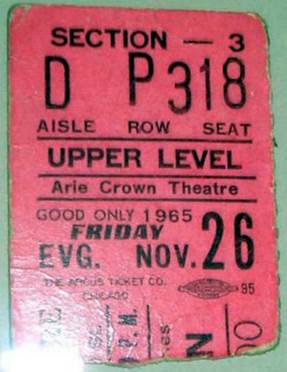 SECTION — 3
D P 318
AISLE ROW SEAT
UPPER LEVEL
Arie Crown Theatre
GOOD ONLY 1965
FRIDAY
EVG. NOV. 26
THE ARCUS TICKET CO.
CHICAGO
95